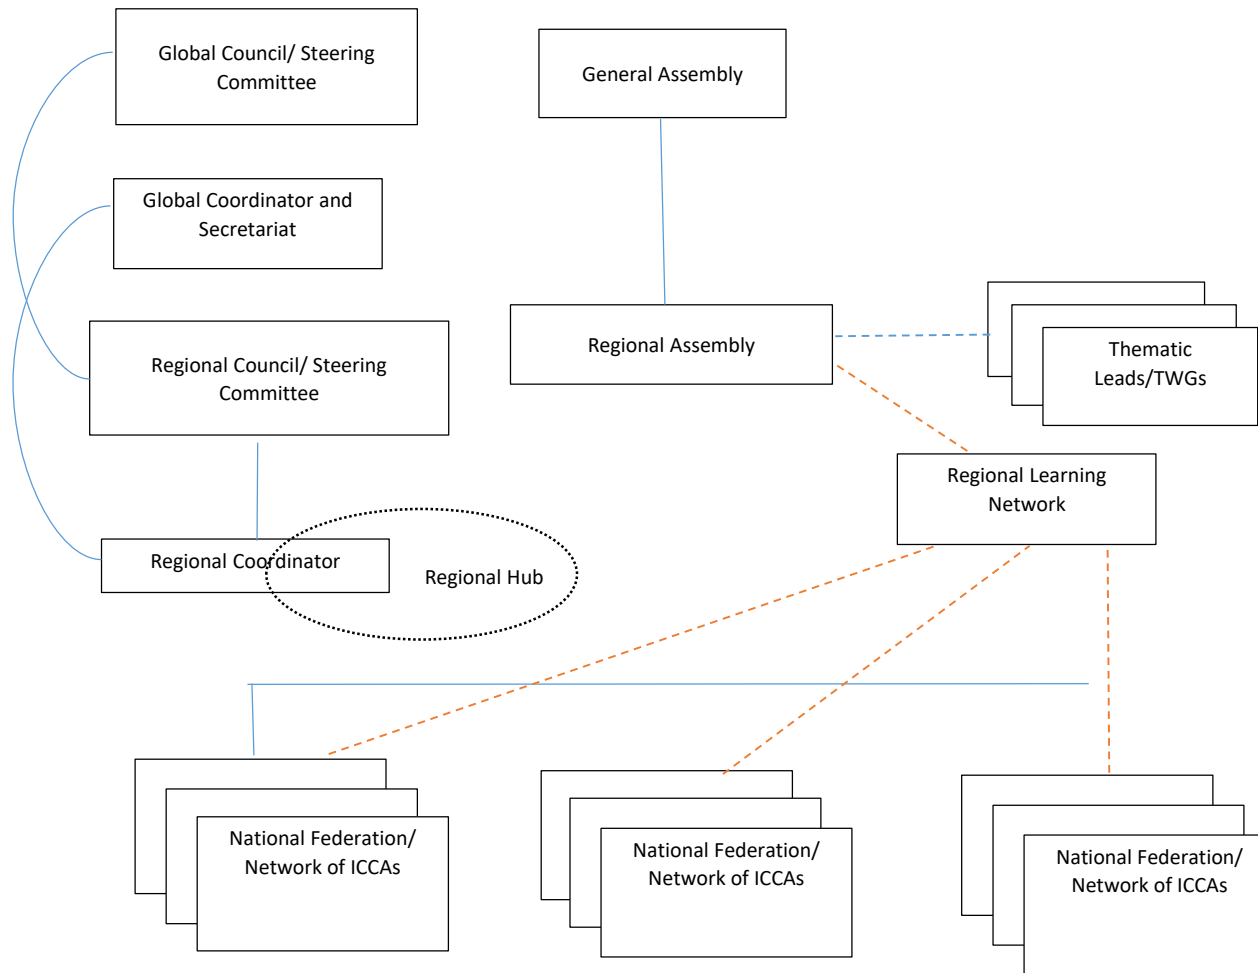 Global Council/ Steering
Committee
General Assembly
Global Coordinator and
Secretariat
Regional Council/ Steering
Committee
Regional Assembly
Thematic
Leads/TWGs
Regional Learning
Network
Regional Coordinator
Regional Hub
National Federation/
Network of ICCAs
National Federation/
Network of ICCAs
National Federation/
Network of ICCAs